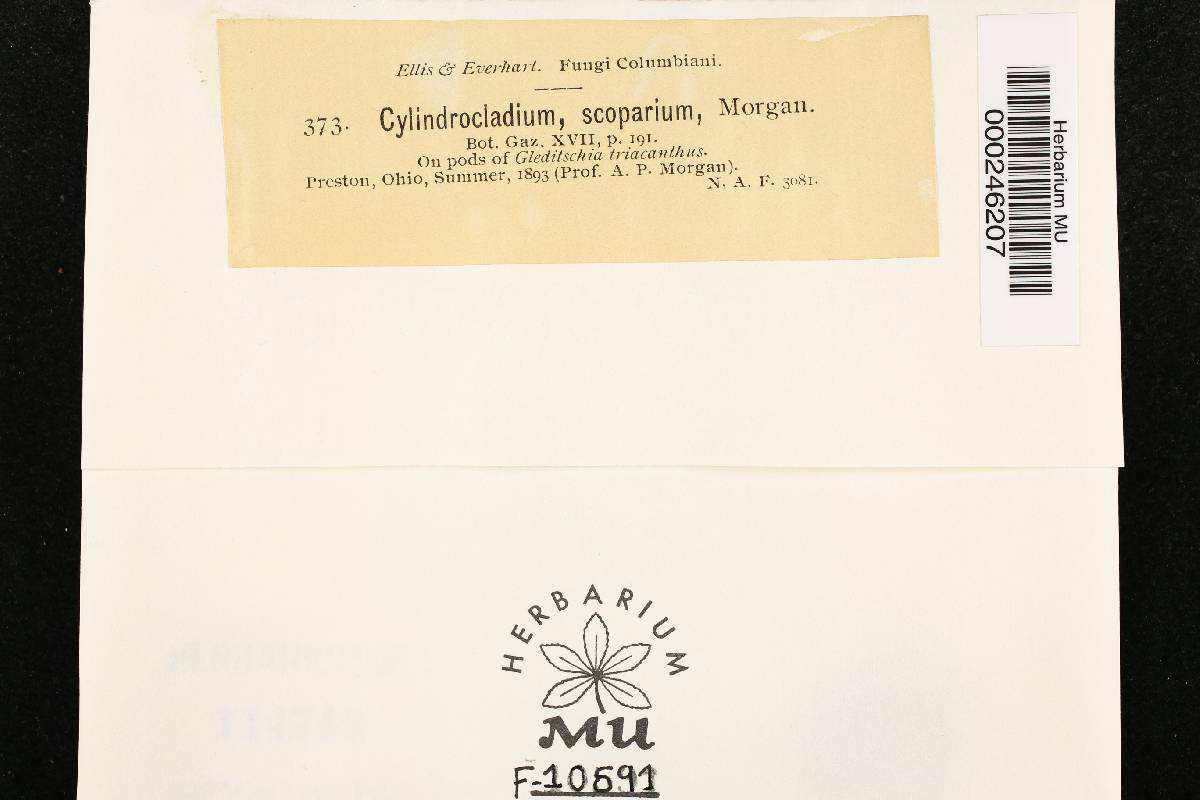 Ellis & Everhart. Fungi Columbiani.
373. Cylindrocladium, scoparium, Morgan.
Bot. Gaz. XVII, p. 191.
On pods of Gleditschia triacanthus.
Preston, Ohio, Summer, 1893 (Prof. A. P. Morgan).
N. A. F. 3081.
Herbarium MU
000246207
HERBARIUM
MU
F-10591